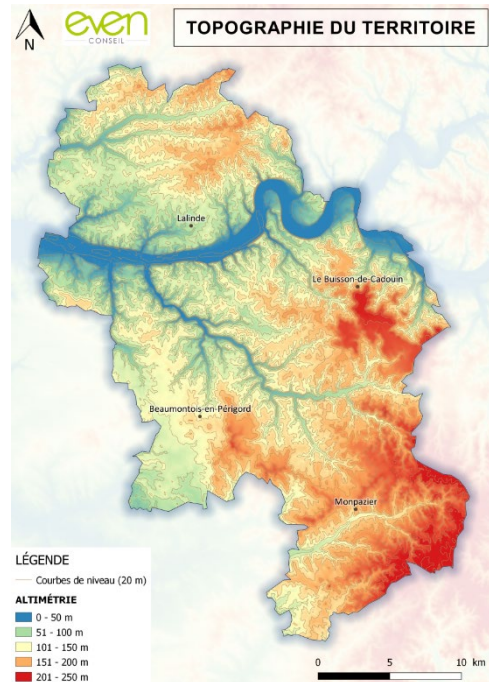 N
even
CONSEIL
TOPOGRAPHIE DU TERRITOIRE
Lalinde
Le Buisson-de-Cadouin
Beaumontois-en-Périgord
Monpazier
LÉGENDE
Courbes de niveau (20 m)
ALTIMÉTRIE
0 - 50 m
51 - 100 m
101 - 150 m
151 - 200 m
201 - 250 m
0 5 10 km